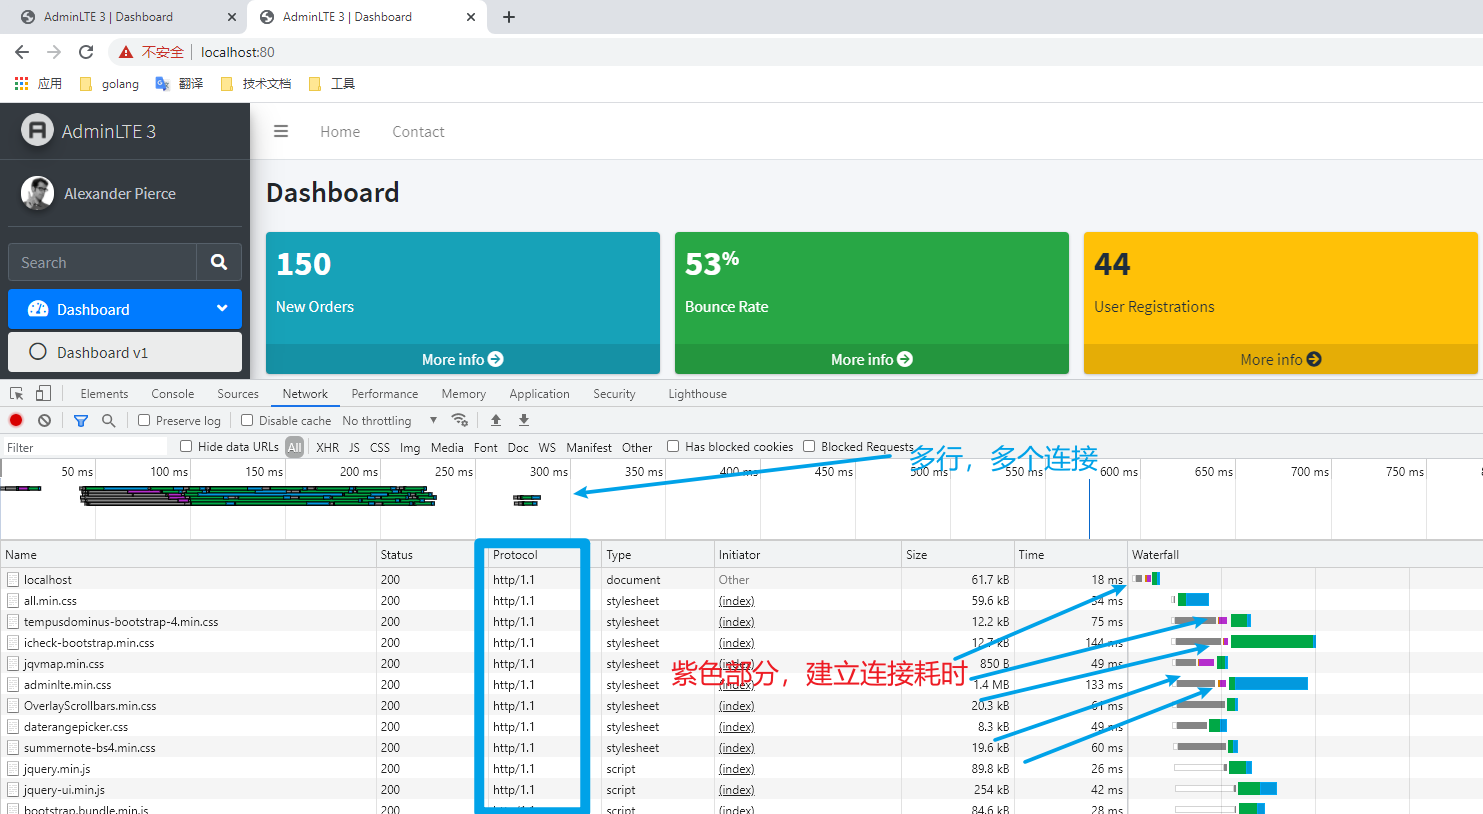 AdminLTE 3 | Dashboard
AdminLTE 3 | Dashboard
不安全 | localhost:80
应用 golang 翻译 技术文档 工具
AdminLTE 3
Home Contact
Alexander Pierce
Dashboard
Search
150
New Orders
More info
53%
Bounce Rate
More info
44
User Registrations
More info
Dashboard
Dashboard v1
Elements Console Sources Network Performance Memory Application Security Lighthouse
Preserve log Disable cache No throttling
Filter Hide data URLs All XHR JS CSS Img Media Font Doc WS Manifest Other Has blocked cookies Blocked Requests
多行，多个连接
50 ms 100 ms 150 ms 200 ms 250 ms 300 ms 350 ms 400 ms 450 ms 500 ms 550 ms 600 ms 650 ms 700 ms 750 ms
Name Status Protocol Type Initiator Size Time Waterfall
localhost 200 http/1.1 document Other 61.7 kB 18 ms
all.min.css 200 http/1.1 stylesheet (index) 59.6 kB 34 ms
tempusdominus-bootstrap-4.min.css 200 http/1.1 stylesheet (index) 12.2 kB 75 ms
icheck-bootstrap.min.css 200 http/1.1 stylesheet (index) 12.7 kB 144 ms
jqvmap.min.css 200 http/1.1 stylesheet (index) 850 B 49 ms
紫色部分，建立连接耗时
adminlte.min.css 200 http/1.1 stylesheet (index) 1.4 MB 133 ms
OverlayScrollbars.min.css 200 http/1.1 stylesheet (index) 20.3 kB 61 ms
daterangepicker.css 200 http/1.1 stylesheet (index) 8.3 kB 49 ms
summernote-bs4.min.css 200 http/1.1 stylesheet (index) 19.6 kB 60 ms
jquery.min.js 200 http/1.1 script (index) 89.8 kB 26 ms
jquery-ui.min.js 200 http/1.1 script (index) 254 kB 42 ms
bootstrap.bundle.min.js 200 http/1.1 script (index) 84.6 kB 28 ms